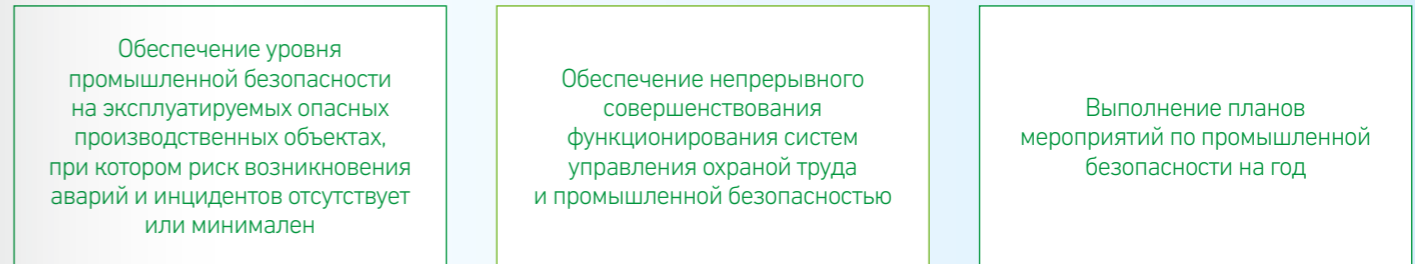 Обеспечение уровня
промышленной безопасности
на эксплуатируемых опасных
производственных объектах,
при котором риск возникновения
аварий и инцидентов отсутствует
или минимален
Обеспечение непрерывного
совершенствования
функционирования систем
управления охраной труда
и промышленной безопасностью
Выполнение планов
мероприятий по промышленной
безопасности на год